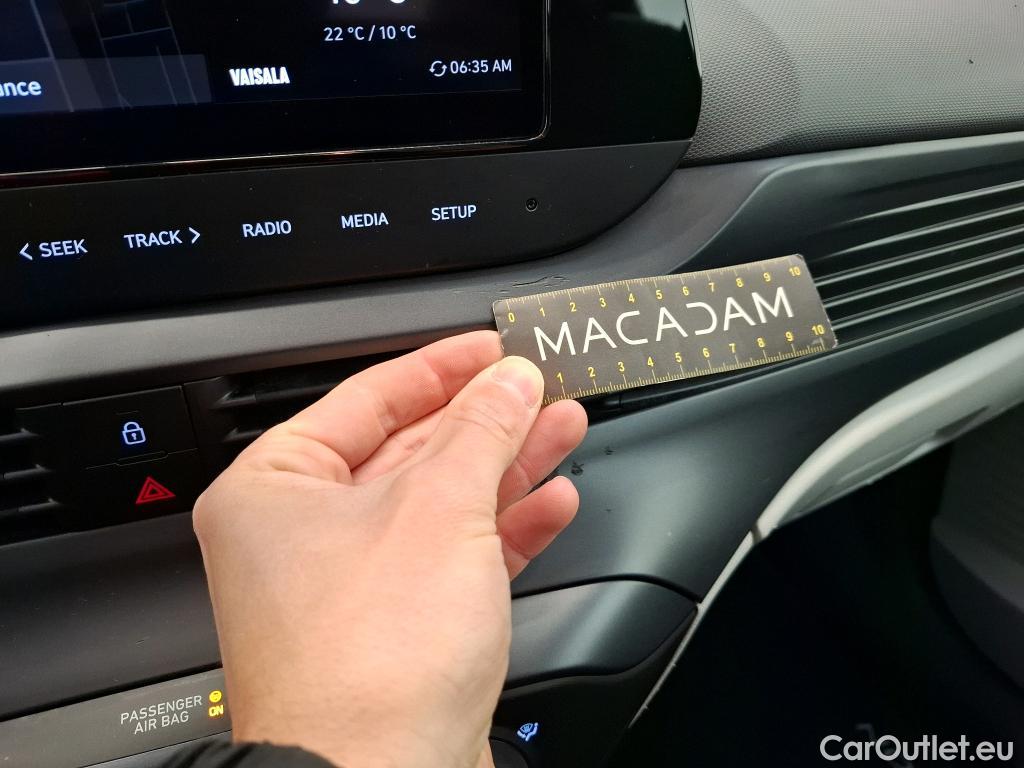 22 °C / 10 °C
VAISALA
06:35 AM
< SEEK
TRACK >
RADIO
MEDIA
SETUP
0 1 2 3 4 5 6 7 8 9 10
MACADAM
1 2 3 4 5 6 7 8 9 10
PASSENGER
AIR BAG
ON
CarOutlet.eu